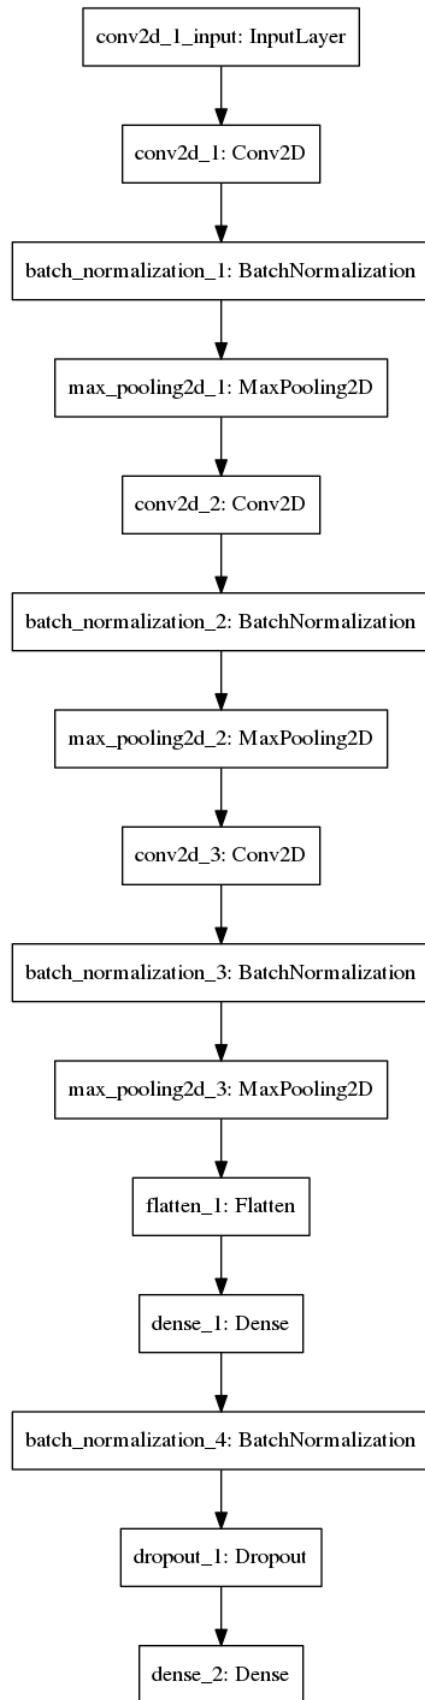 conv2d_1_input: InputLayer
conv2d_1: Conv2D
batch_normalization_1: BatchNormalization
max_pooling2d_1: MaxPooling2D
conv2d_2: Conv2D
batch_normalization_2: BatchNormalization
max_pooling2d_2: MaxPooling2D
conv2d_3: Conv2D
batch_normalization_3: BatchNormalization
max_pooling2d_3: MaxPooling2D
flatten_1: Flatten
dense_1: Dense
batch_normalization_4: BatchNormalization
dropout_1: Dropout
dense_2: Dense